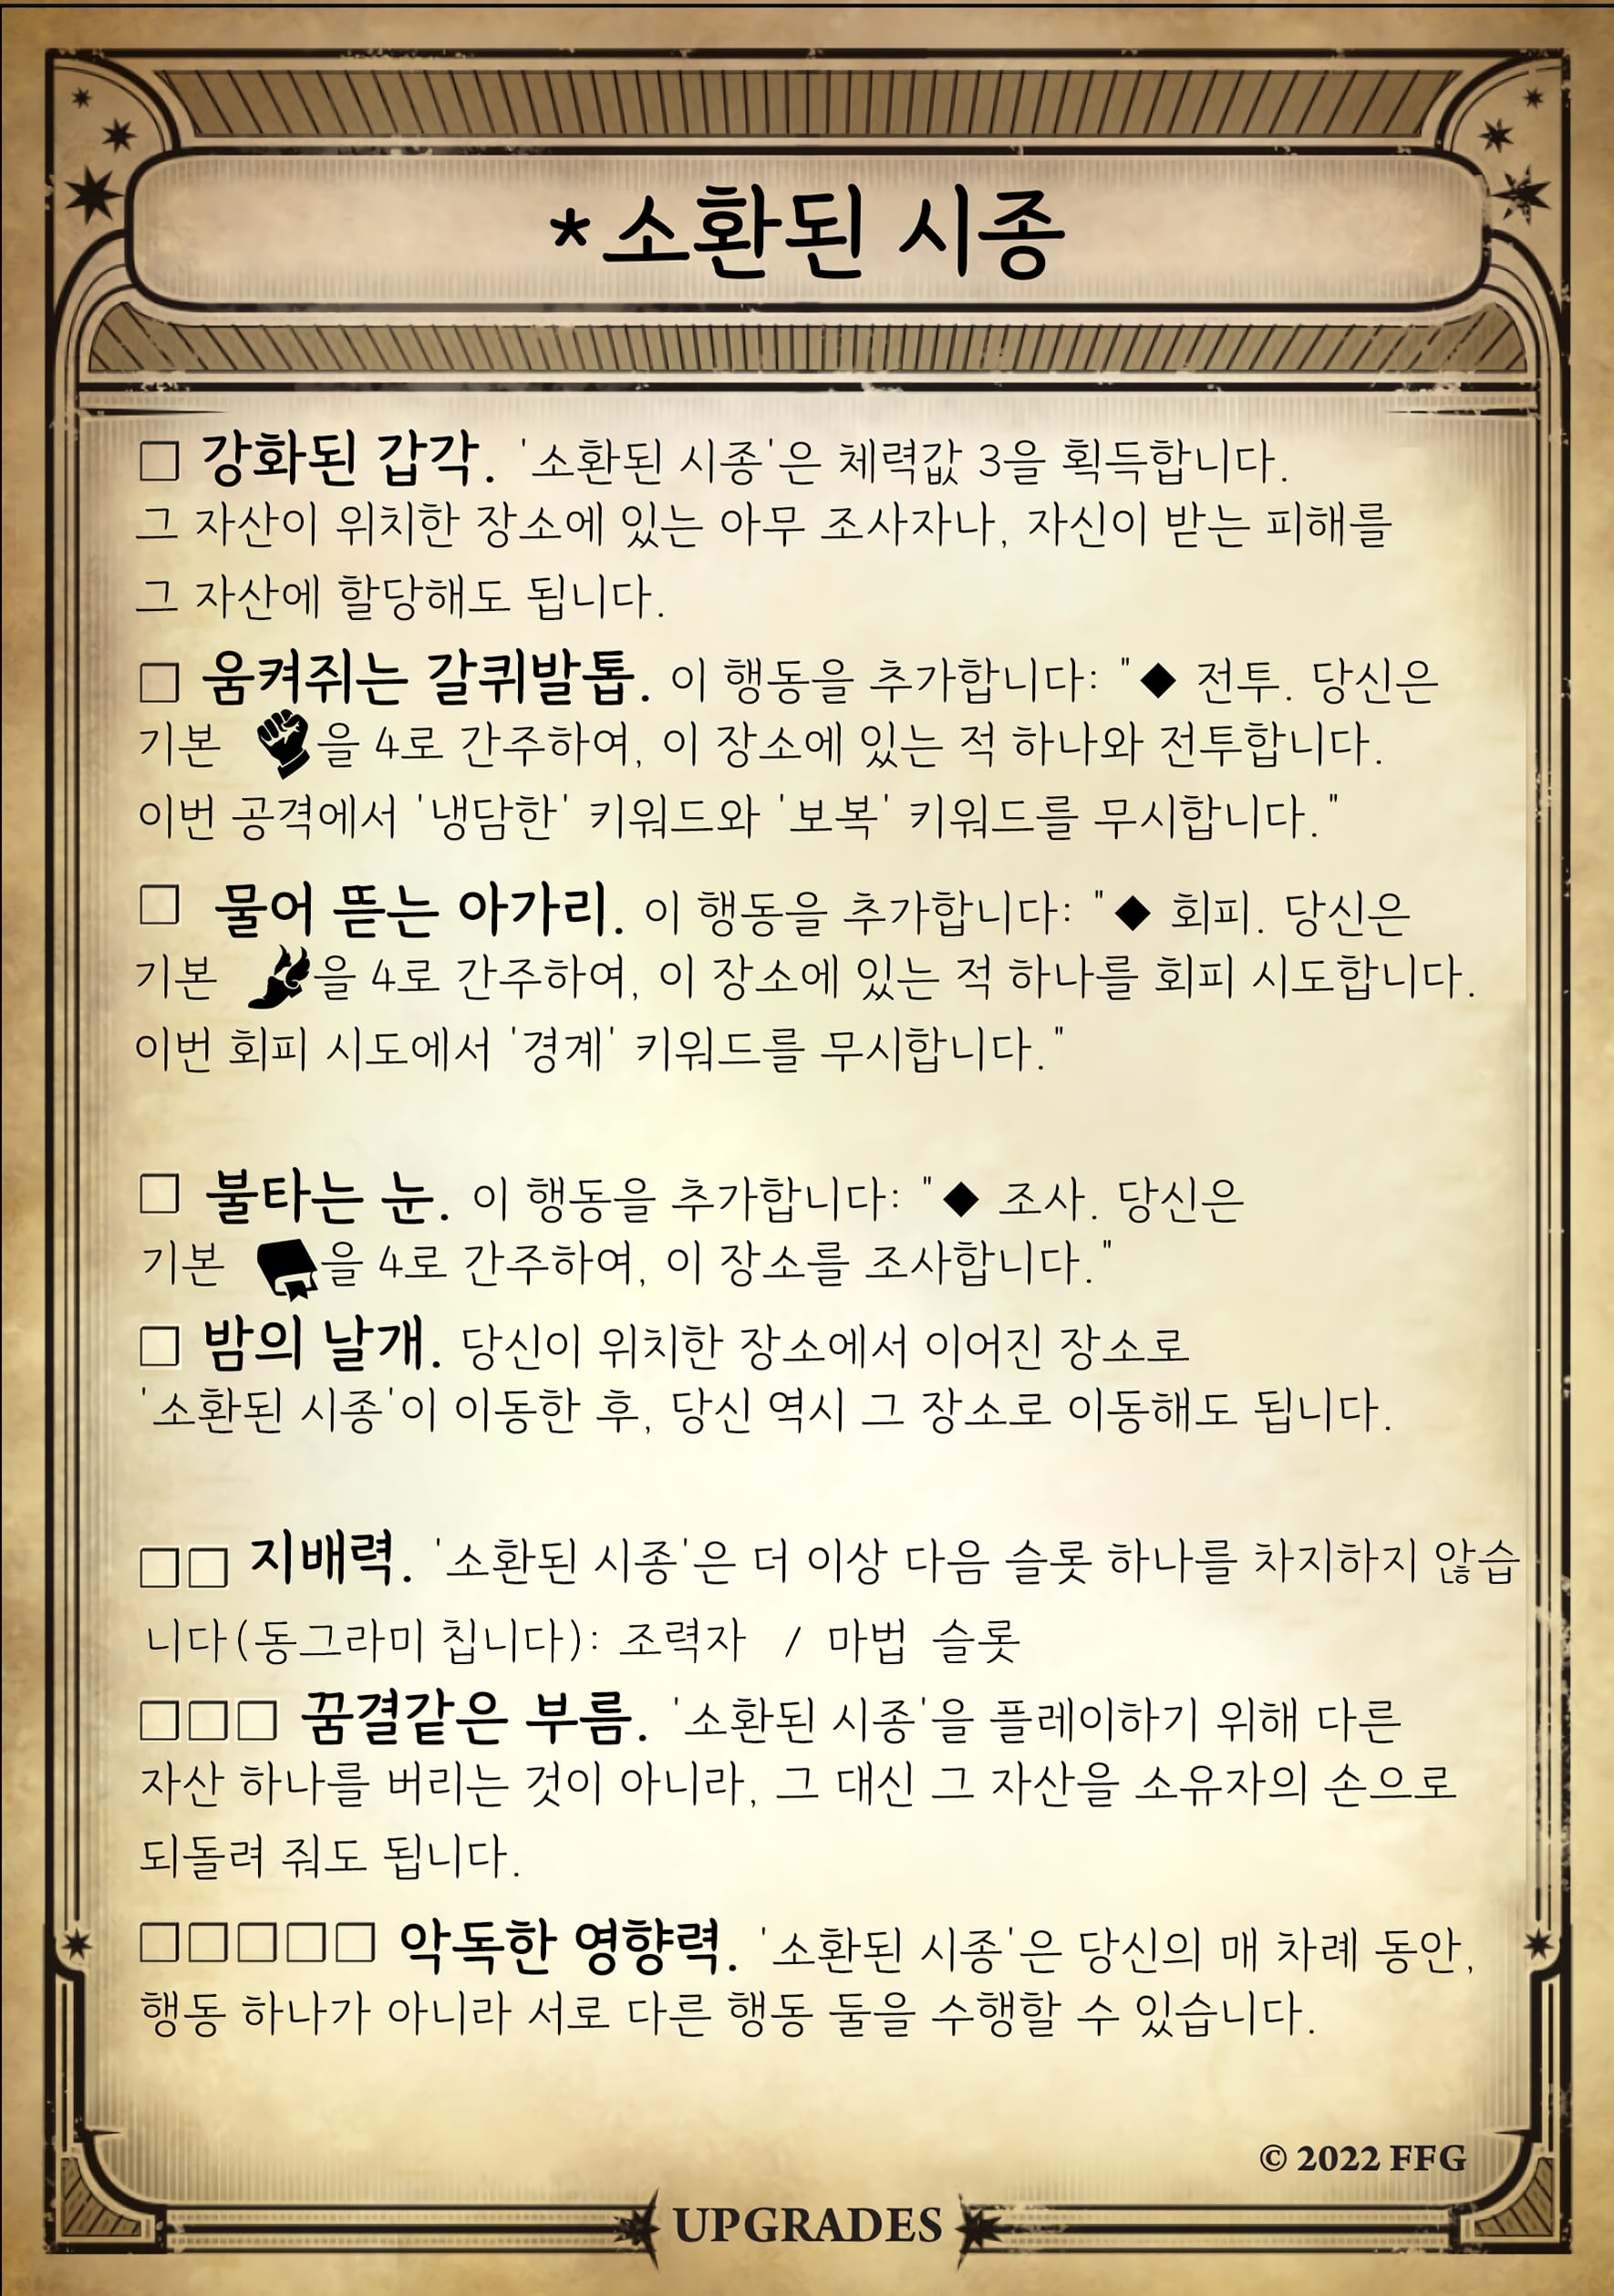 *소환된 시종
□ 강화된 갑각. '소환된 시종'은 체력값 3을 획득합니다.
그 자산이 위치한 장소에 있는 아무 조사자나, 자신이 받는 피해를
그 자산에 할당해도 됩니다.
□ 움켜쥐는 갈퀴발톱. 이 행동을 추가합니다: "◆ 전투. 당신은
기본 을 4로 간주하여, 이 장소에 있는 적 하나와 전투합니다.
이번 공격에서 '냉담한' 키워드와 '보복' 키워드를 무시합니다."
□ 물어 뜯는 아가리. 이 행동을 추가합니다: "◆ 회피. 당신은
기본 을 4로 간주하여, 이 장소에 있는 적 하나를 회피 시도합니다.
이번 회피 시도에서 '경계' 키워드를 무시합니다."
□ 불타는 눈. 이 행동을 추가합니다: "◆ 조사. 당신은
기본 을 4로 간주하여, 이 장소를 조사합니다."
□ 밤의 날개. 당신이 위치한 장소에서 이어진 장소로
'소환된 시종'이 이동한 후, 당신 역시 그 장소로 이동해도 됩니다.
□□ 지배력. '소환된 시종'은 더 이상 다음 슬롯 하나를 차지하지 않습
니다(동그라미 칩니다): 조력자 / 마법 슬롯
□□□ 꿈결같은 부름. '소환된 시종'을 플레이하기 위해 다른
자산 하나를 버리는 것이 아니라, 그 대신 그 자산을 소유자의 손으로
되돌려 줘도 됩니다.
□□□□□ 악독한 영향력. '소환된 시종'은 당신의 매 차례 동안,
행동 하나가 아니라 서로 다른 행동 둘을 수행할 수 있습니다.
© 2022 FFG
UPGRADES